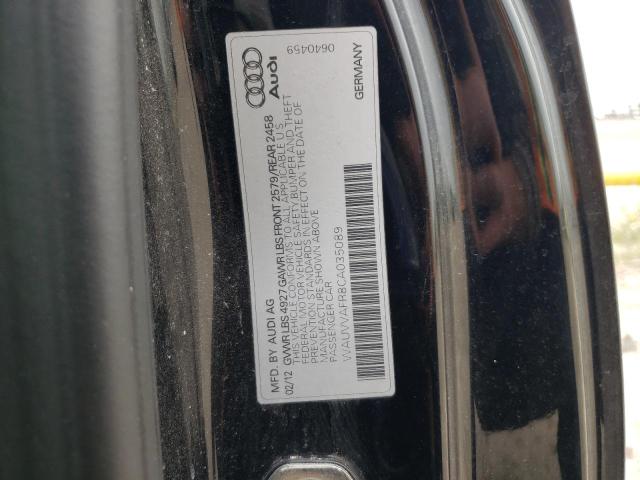 MFD. BY AUDI AG
Audi
02/12 GVWR LBS 4927 GAWR LBS FRONT 2579/REAR 2458
THIS VEHICLE CONFORMS TO ALL APPLICABLE U.S.
FEDERAL MOTOR VEHICLE SAFETY BUMPER AND THEFT
PREVENTION STANDARDS IN EFFECT ON THE DATE OF
MANUFACTURE SHOWN ABOVE
PASSENGER CAR
0640459
WAUVVAFR8CA035089
GERMANY